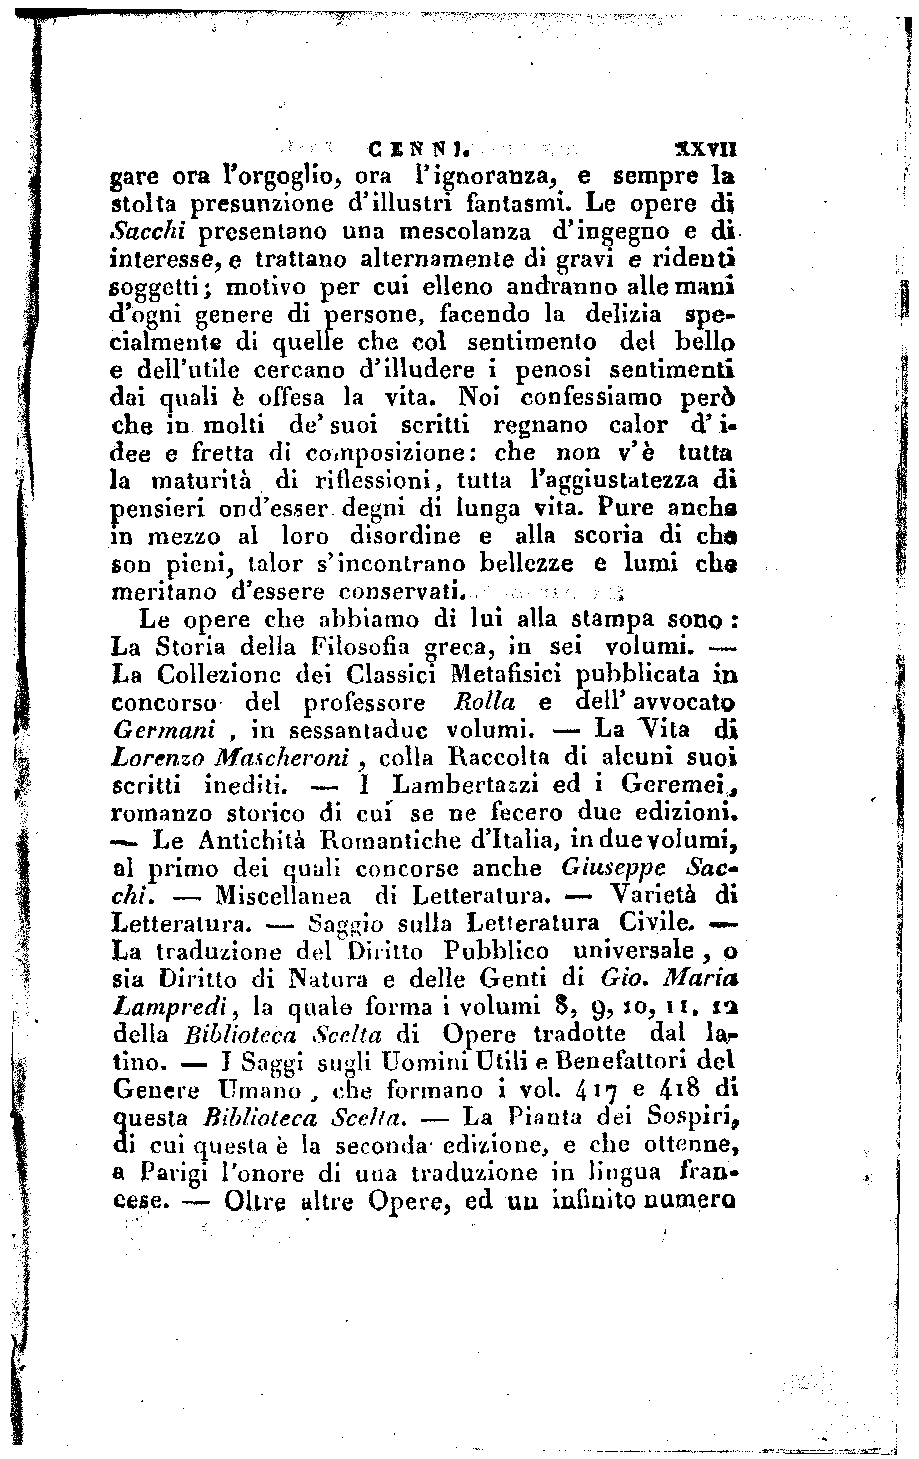 CENNI. XXVII
gare ora l'orgoglio, ora l'ignoranza, e sempre la
stolta presunzione d'illustri fantasmi. Le opere di
Sacchi presentano una mescolanza d'ingegno e di
interesse, e trattano alternamente di gravi e ridenti
soggetti; motivo per cui elleno andranno alle mani
d'ogni genere di persone, facendo la delizia spe-
cialmente di quelle che col sentimento del bello
e dell'utile cercano d'illudere i penosi sentimenti
dai quali è offesa la vita. Noi confessiamo però
che in molti de' suoi scritti regnano calor d'i-
dee e fretta di composizione: che non v'è tutta
la maturità di riflessioni, tutta l'aggiustatezza di
pensieri ond'esser degni di lunga vita. Pure anche
in mezzo al loro disordine e alla scoria di che
son pieni, talor s'incontrano bellezze e lumi che
meritano d'essere conservati.
Le opere che abbiamo di lui alla stampa sono:
La Storia della Filosofia greca, in sei volumi. —
La Collezione dei Classici Metafisici pubblicata in
concorso del professore Rolla e dell'avvocato
Germani, in sessantadue volumi. — La Vita di
Lorenzo Mascheroni, colla Raccolta di alcuni suoi
scritti inediti. — I Lambertazzi ed i Geremei,
romanzo storico di cui se ne fecero due edizioni.
— Le Antichità Romantiche d'Italia, in due volumi,
al primo dei quali concorse anche Giuseppe Sac-
chi. — Miscellanea di Letteratura. — Varietà di
Letteratura. — Saggio sulla Letteratura Civile. —
La traduzione del Diritto Pubblico universale, o
sia Diritto di Natura e delle Genti di Gio. Maria
Lampredi, la quale forma i volumi 8, 9, 10, 11, 12
della Biblioteca Scelta di Opere tradotte dal la-
tino. — I Saggi sugli Uomini Utili e Benefattori del
Genere Umano, che formano i vol. 417 e 418 di
questa Biblioteca Scelta. — La Pianta dei Sospiri,
di cui questa è la seconda edizione, e che ottenne,
a Parigi l'onore di una traduzione in lingua fran-
cese. — Oltre altre Opere, ed un infinito numero